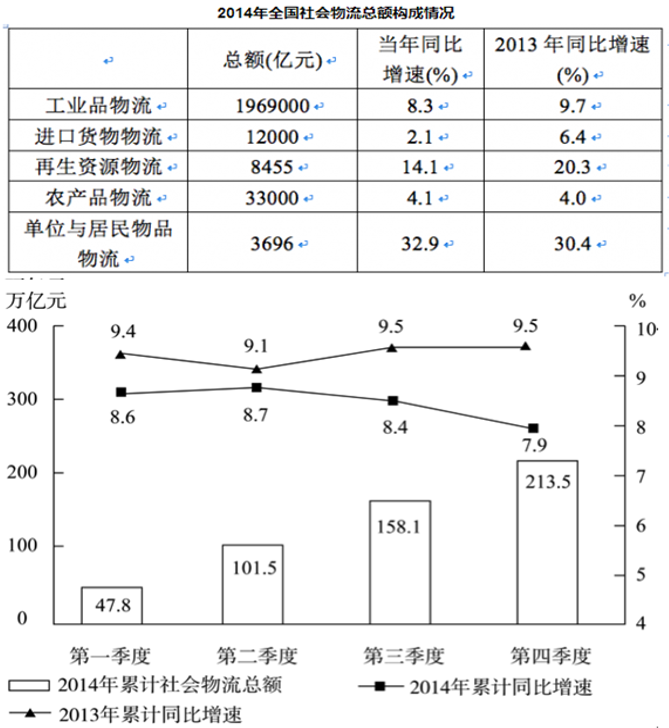 2014年全国社会物流总额构成情况
总额(亿元) 当年同比增速(%) 2013年同比增速(%)
工业品物流 1969000 8.3 9.7
进口货物物流 12000 2.1 6.4
再生资源物流 8455 14.1 20.3
农产品物流 33000 4.1 4.0
单位与居民物品物流 3696 32.9 30.4
万亿元 %
400 10
300 9
200 8
100 7
0 6
5
4
9.4 9.1 9.5 9.5
8.6 8.7 8.4 7.9
47.8 101.5 158.1 213.5
第一季度 第二季度 第三季度 第四季度
2014年累计社会物流总额 2014年累计同比增速
2013年累计同比增速